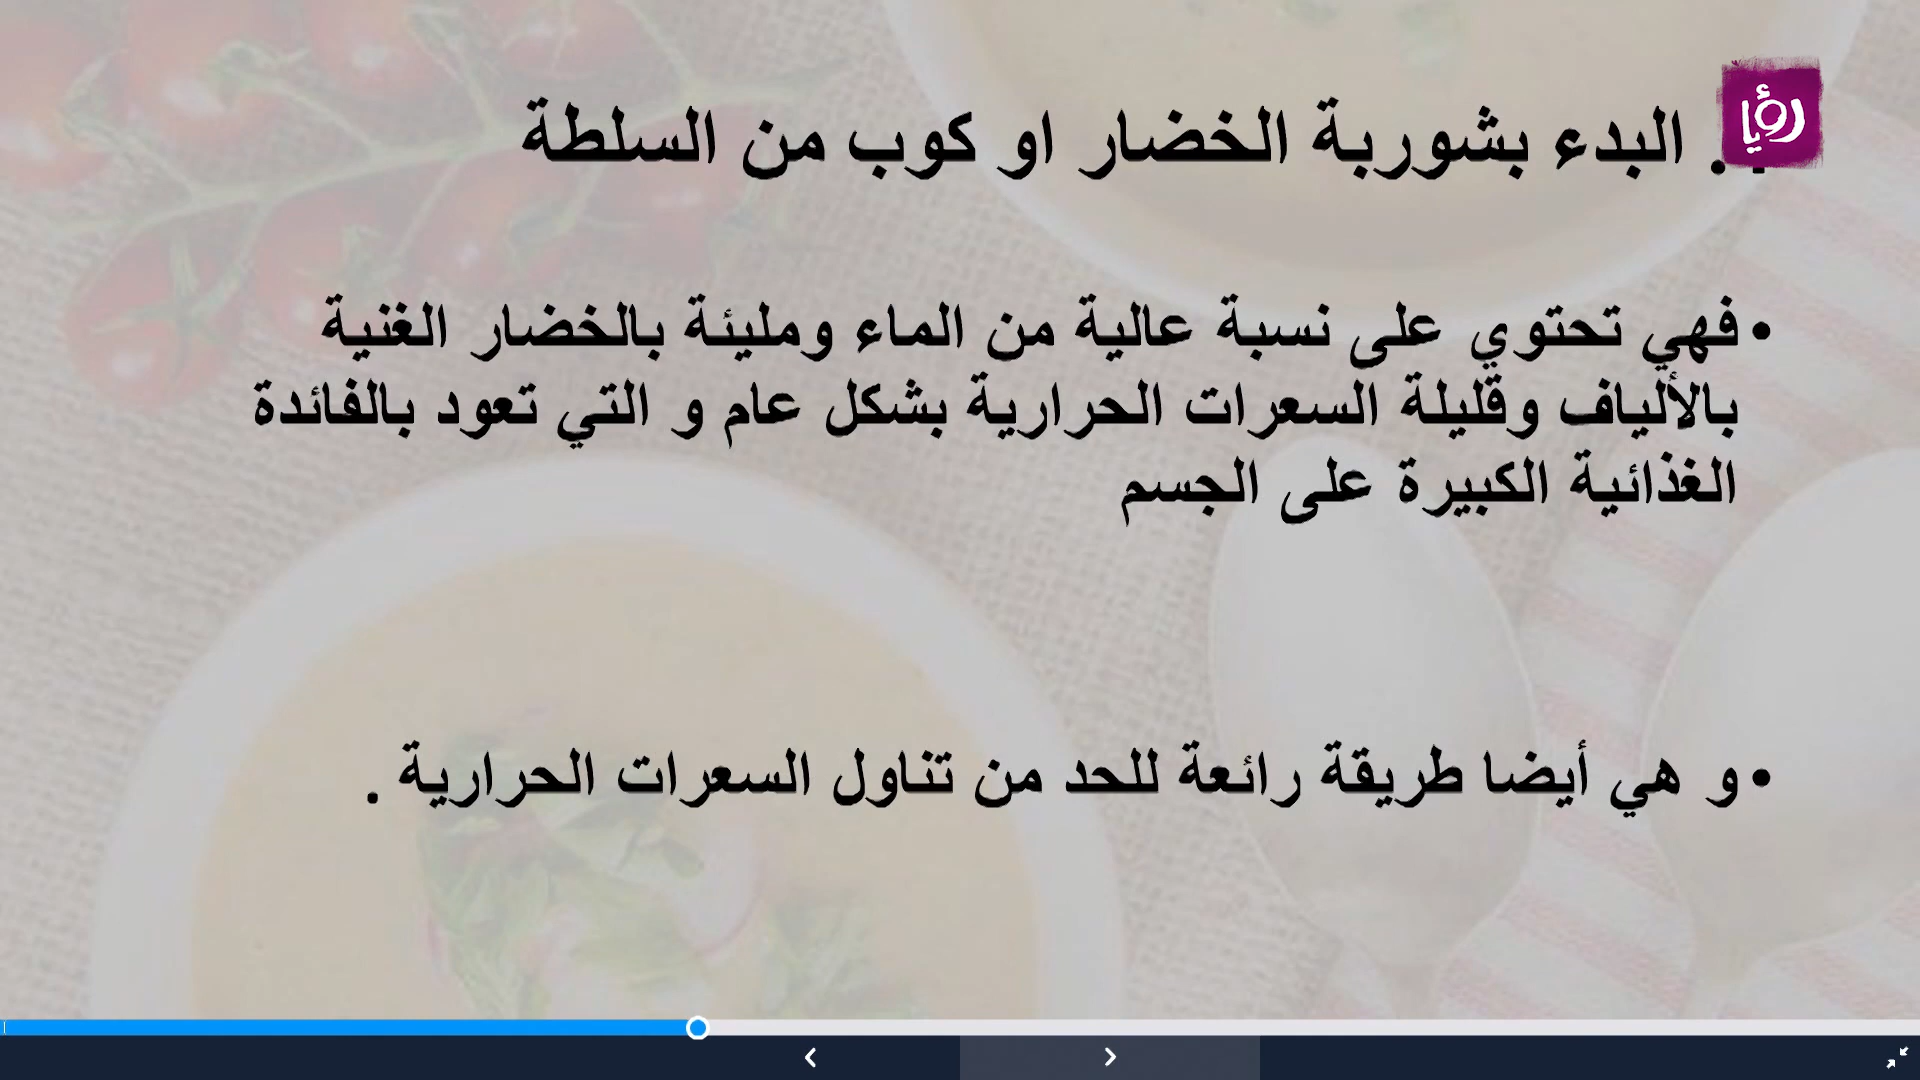 رؤيا
. البدء بشوربة الخضار او كوب من السلطة
• فهي تحتوي على نسبة عالية من الماء ومليئة بالخضار الغنية
بالألياف وقليلة السعرات الحرارية بشكل عام و التي تعود بالفائدة
الغذائية الكبيرة على الجسم
• و هي أيضا طريقة رائعة للحد من تناول السعرات الحرارية .